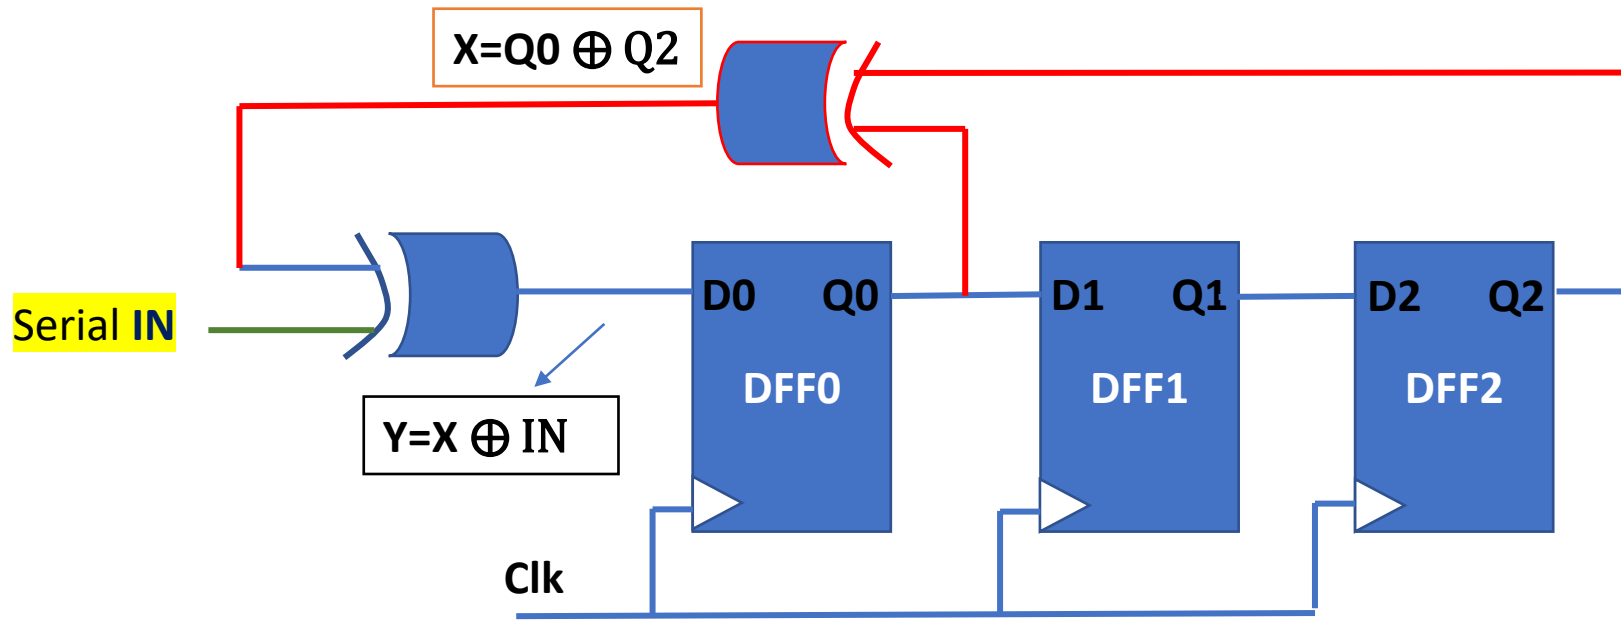 X=Q0 ⊕ Q2
Serial IN
D0 Q0
D1 Q1
D2 Q2
DFF0
DFF1
DFF2
Y=X ⊕ IN
Clk